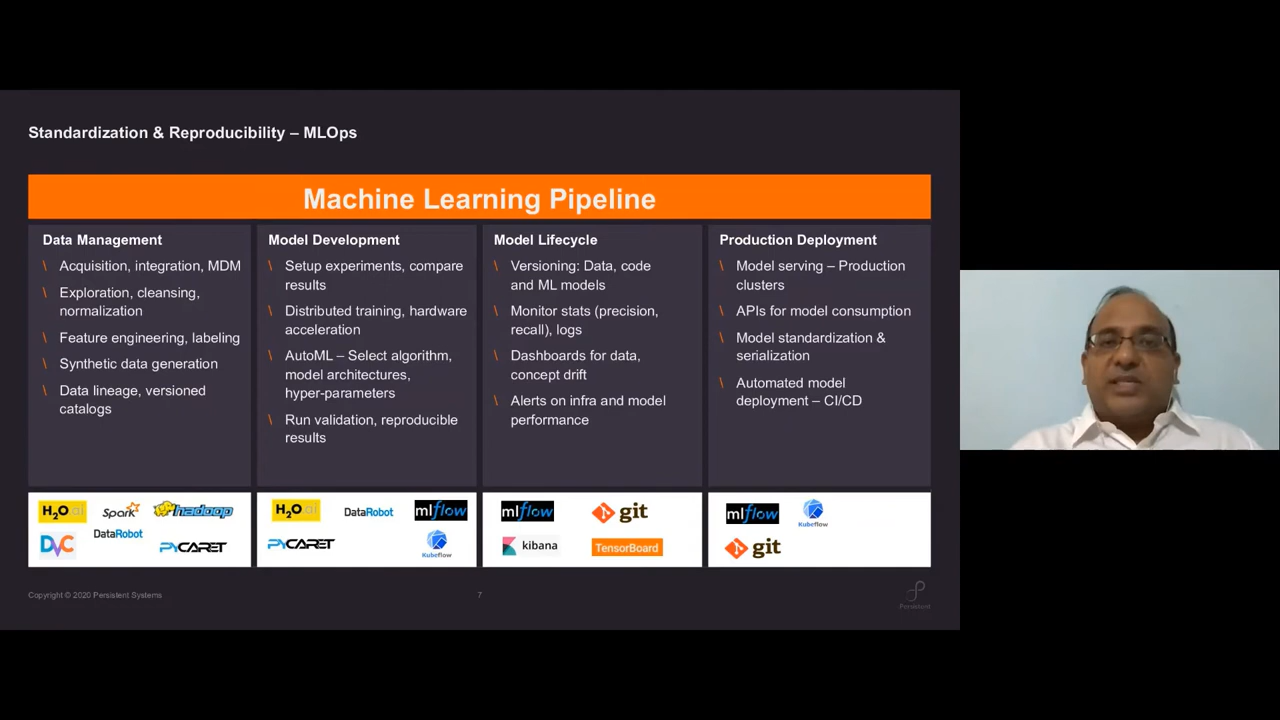 Standardization & Reproducibility – MLOps
Machine Learning Pipeline
Data Management
\ Acquisition, integration, MDM
\ Exploration, cleansing,
normalization
\ Feature engineering, labeling
\ Synthetic data generation
\ Data lineage, versioned
catalogs
Model Development
\ Setup experiments, compare
results
\ Distributed training, hardware
acceleration
\ AutoML – Select algorithm,
model architectures,
hyper-parameters
\ Run validation, reproducible
results
Model Lifecycle
\ Versioning: Data, code
and ML models
\ Monitor stats (precision,
recall), logs
\ Dashboards for data,
concept drift
\ Alerts on infra and model
performance
Production Deployment
\ Model serving – Production
clusters
\ APIs for model consumption
\ Model standardization &
serialization
\ Automated model
deployment – CI/CD
H2O.ai Spark hadoop
DVC DataRobot PYCARET
H2O.ai DataRobot mlflow
PYCARET Kubeflow
mlflow git
kibana TensorBoard
mlflow Kubeflow
git
Copyright © 2020 Persistent Systems
7
Persistent